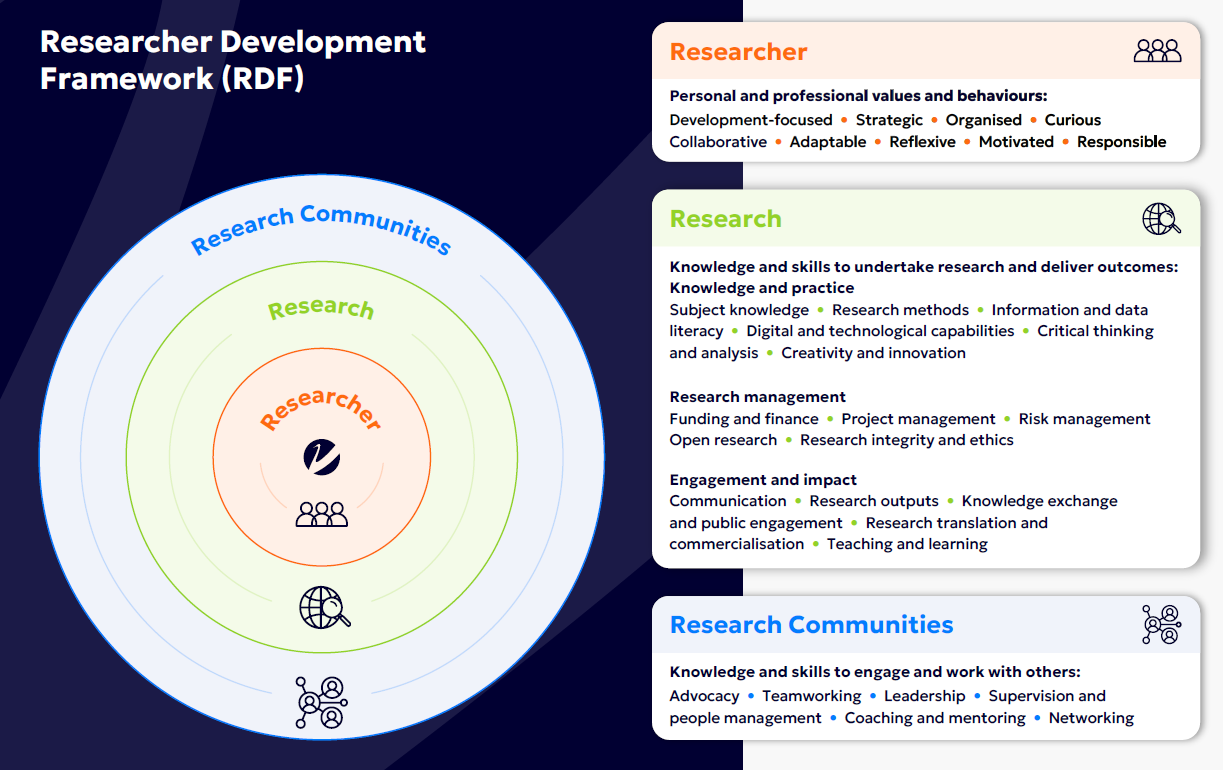 Researcher Development
Framework (RDF)
Research Communities
Research
Researcher
Researcher
Personal and professional values and behaviours:
Development-focused • Strategic • Organised • Curious
Collaborative • Adaptable • Reflexive • Motivated • Responsible
Research
Knowledge and skills to undertake research and deliver outcomes:
Knowledge and practice
Subject knowledge • Research methods • Information and data
literacy • Digital and technological capabilities • Critical thinking
and analysis • Creativity and innovation
Research management
Funding and finance • Project management • Risk management
Open research • Research integrity and ethics
Engagement and impact
Communication • Research outputs • Knowledge exchange
and public engagement • Research translation and
commercialisation • Teaching and learning
Research Communities
Knowledge and skills to engage and work with others:
Advocacy • Teamworking • Leadership • Supervision and
people management • Coaching and mentoring • Networking